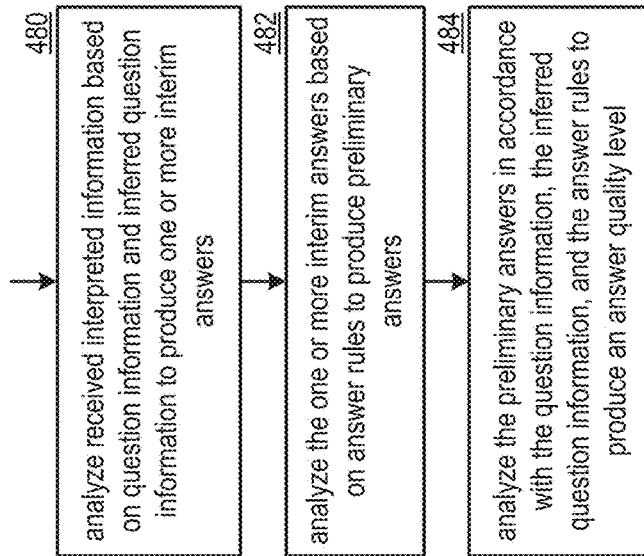 480
analyze received interpreted information based
on question information and inferred question
information to produce one or more interim
answers
482
analyze the one or more interim answers based
on answer rules to produce preliminary
answers
484
analyze the preliminary answers in accordance
with the question information, the inferred
question information, and the answer rules to
produce an answer quality level